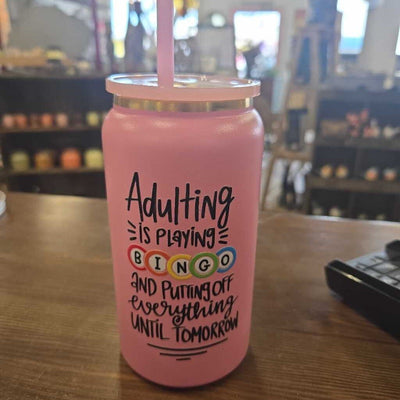 Adulting
is PLAYING
BINGO
AND PUTTING OFF
everything
UNTIL TOMORROW